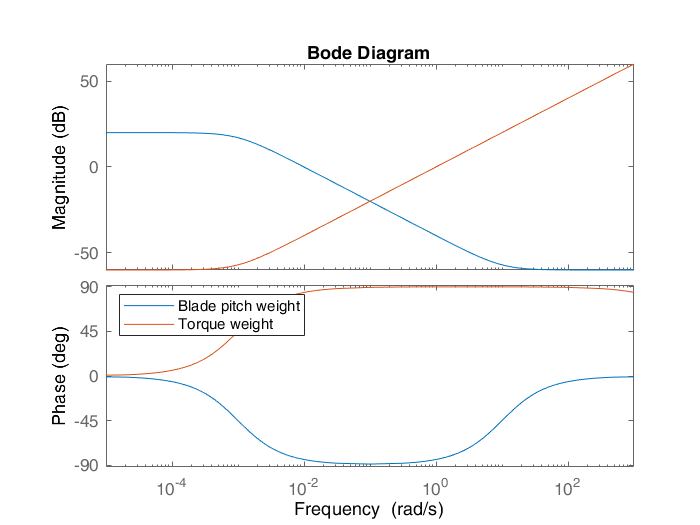 Bode Diagram
Magnitude (dB)
50
0
-50
Phase (deg)
90
45
0
-45
-90
Blade pitch weight
Torque weight
10^-4
10^-2
10^0
10^2
Frequency (rad/s)